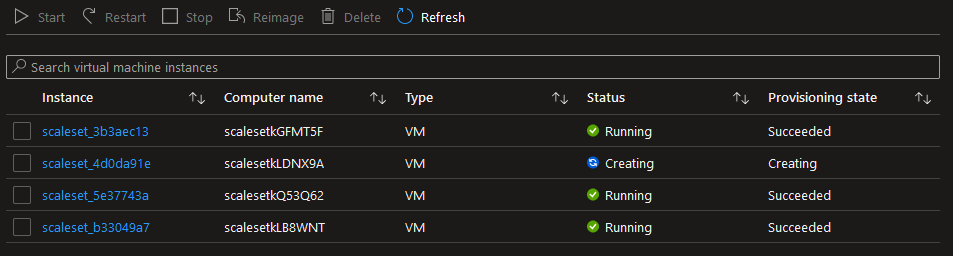 Start Restart Stop Reimage Delete Refresh
Search virtual machine instances
Instance Computer name Type Status Provisioning state
scaleset_3b3aec13 scalesetkGFMT5F VM Running Succeeded
scaleset_4d0da91e scalesetkLDNX9A VM Creating Creating
scaleset_5e37743a scalesetkQ53Q62 VM Running Succeeded
scaleset_b33049a7 scalesetkLB8WNT VM Running Succeeded